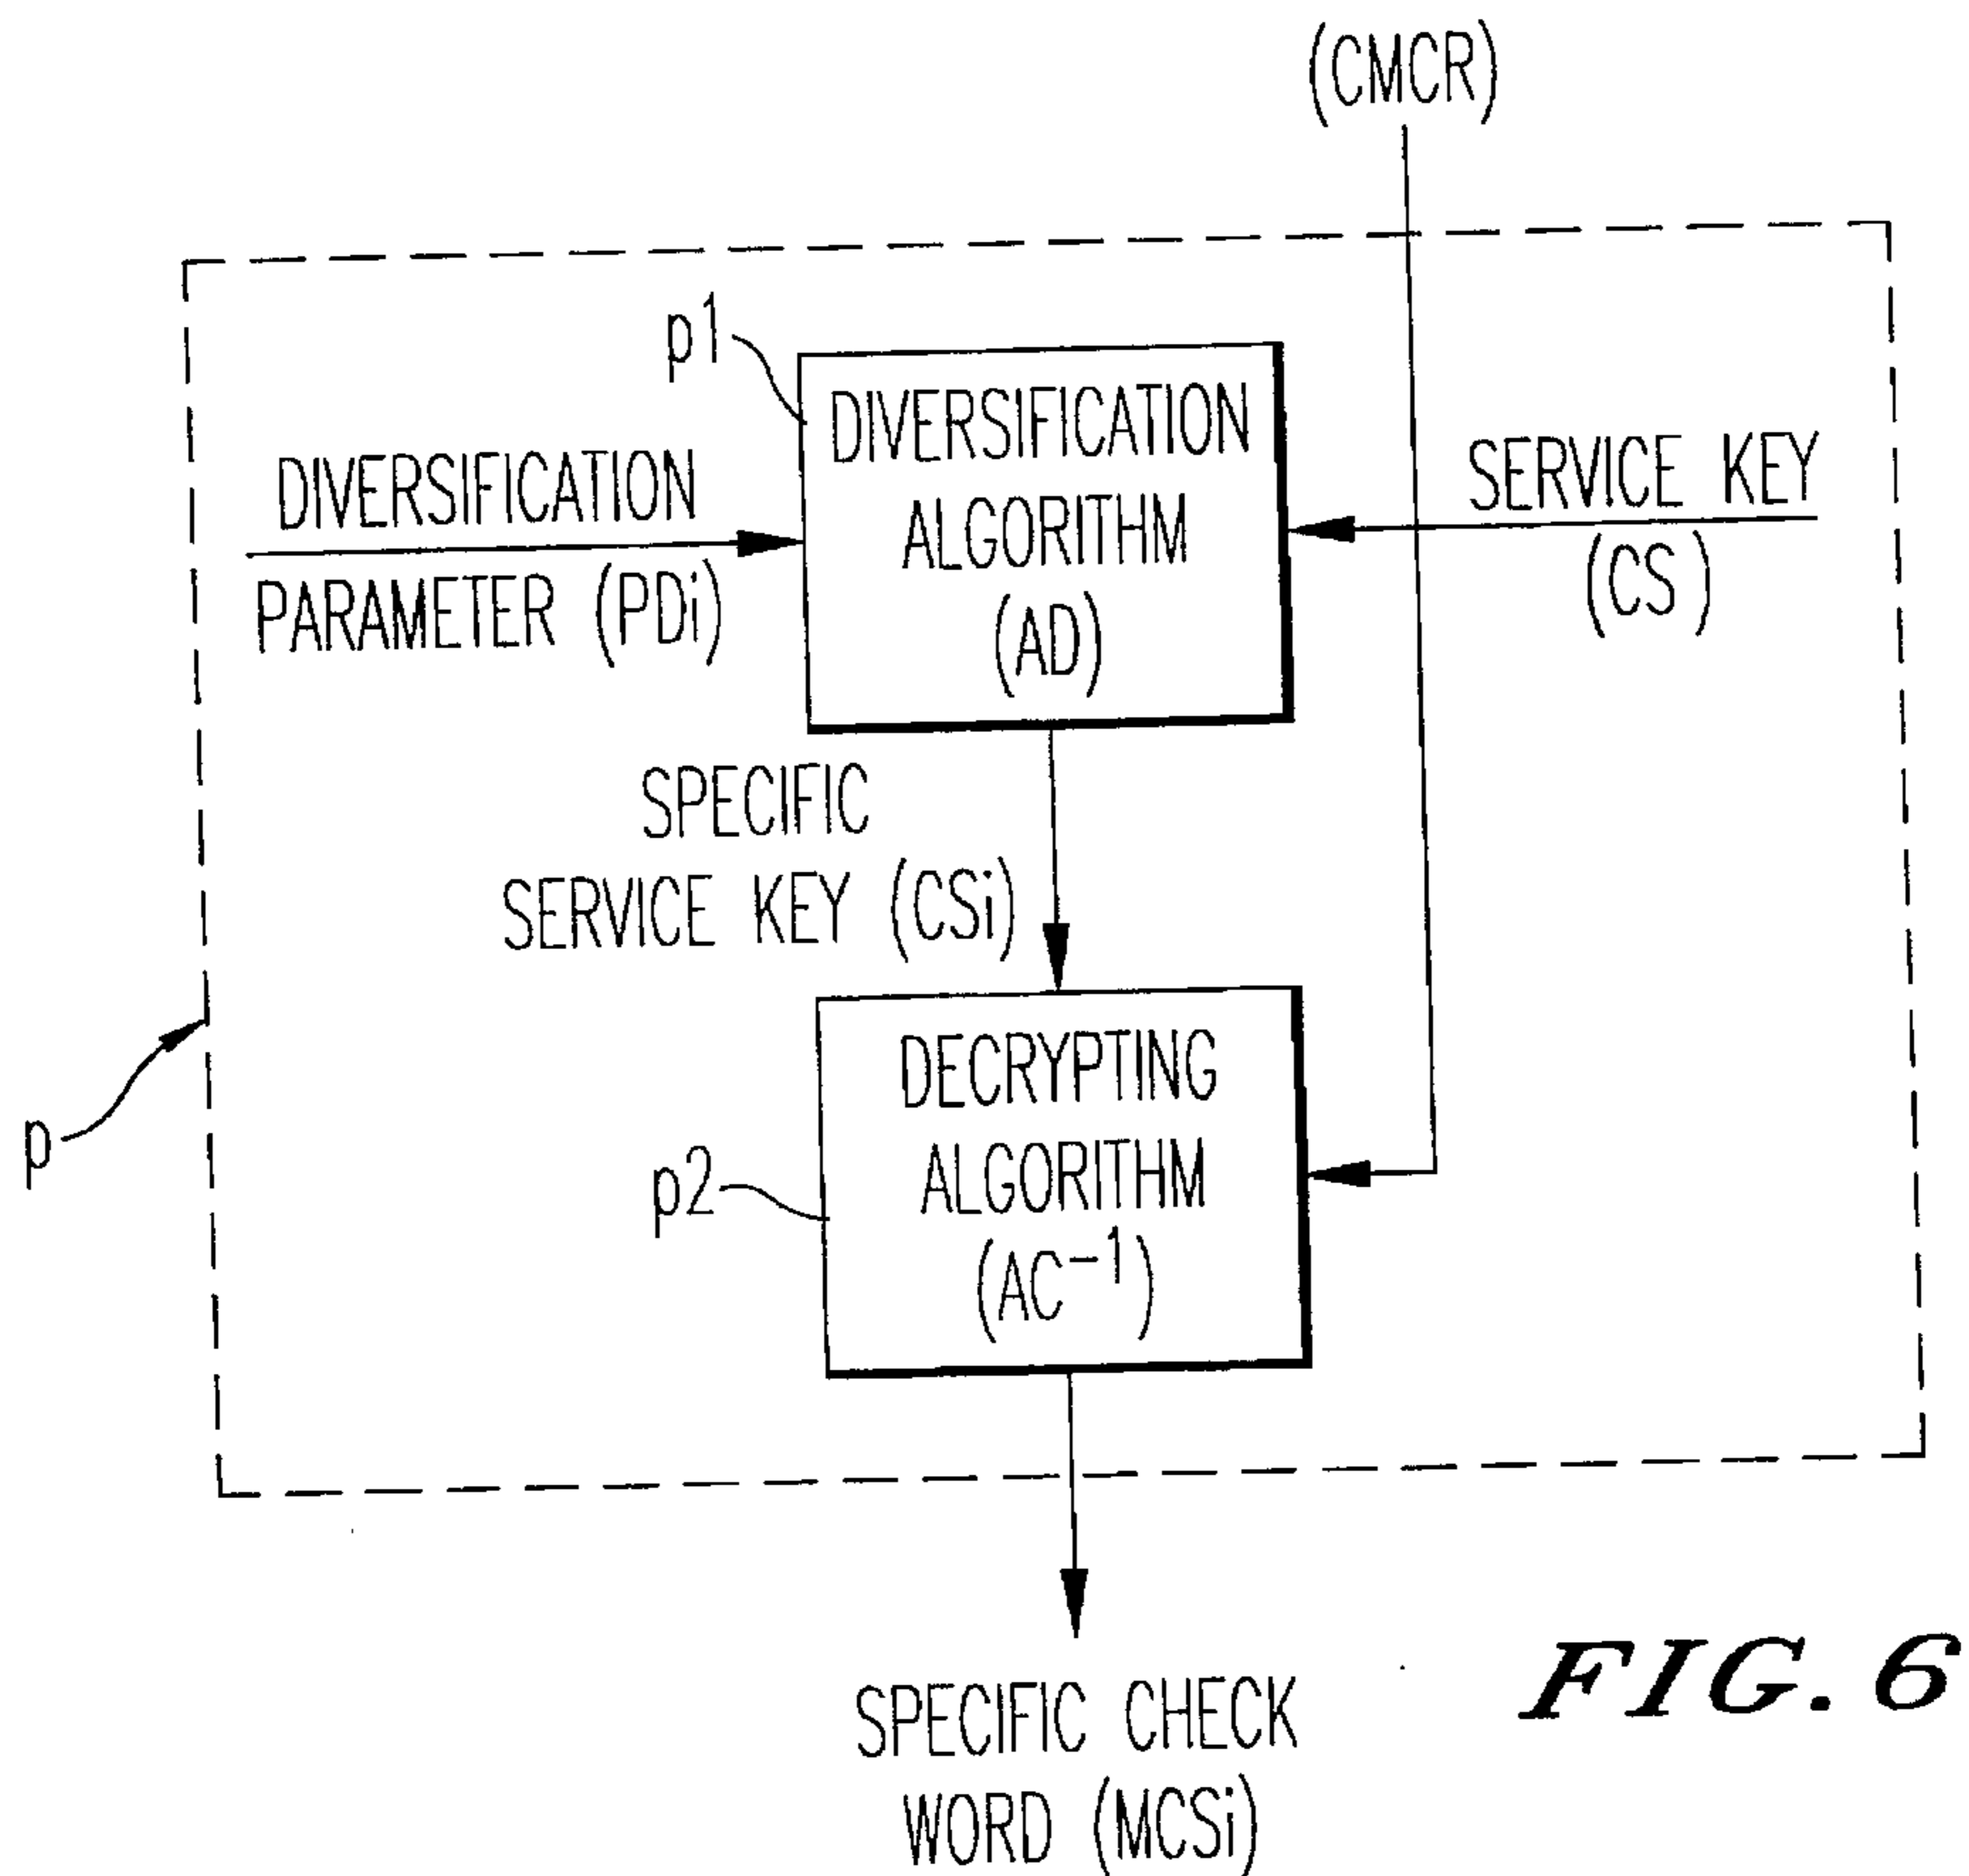 (CMCR)
p1
DIVERSIFICATION
ALGORITHM
(AD)
DIVERSIFICATION
PARAMETER (PDi)
SERVICE KEY
(CS)
SPECIFIC
SERVICE KEY (CSi)
p
p2
DECRYPTING
ALGORITHM
(AC⁻¹)
SPECIFIC CHECK
WORD (MCSi)
FIG. 6